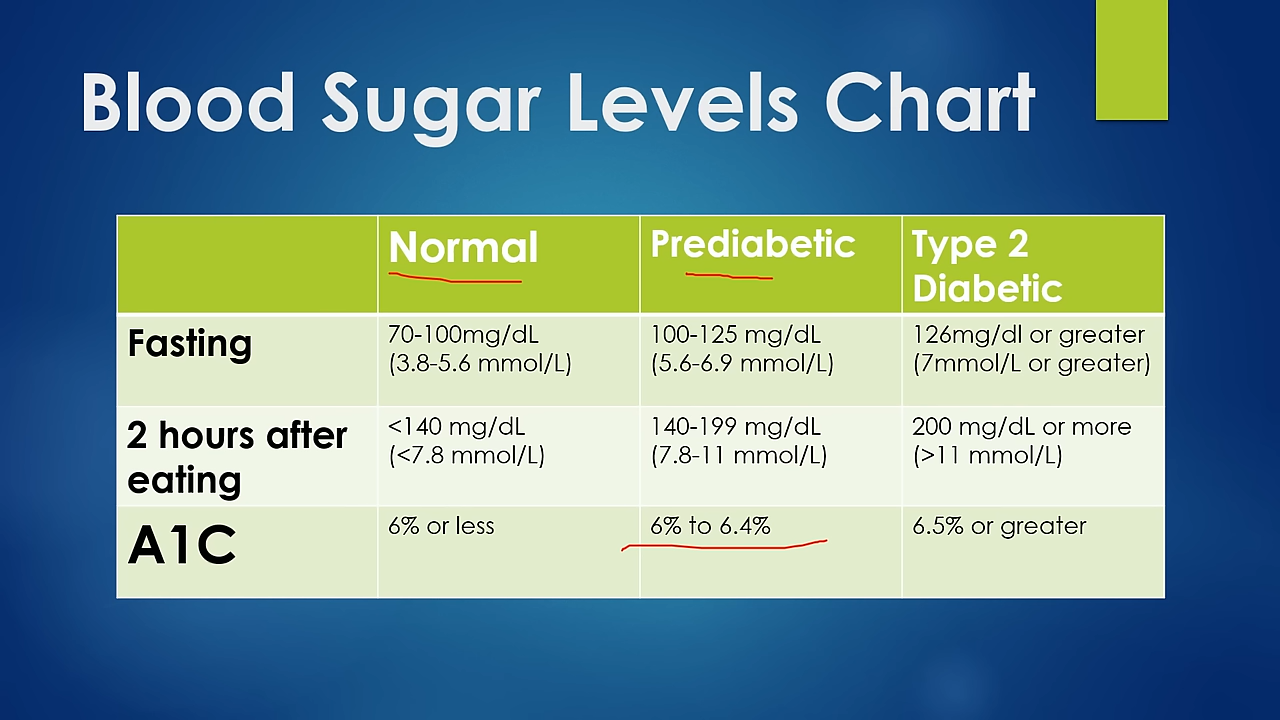 Blood Sugar Levels Chart
Normal
Prediabetic
Type 2
Diabetic
Fasting
70-100mg/dL
(3.8-5.6 mmol/L)
100-125 mg/dL
(5.6-6.9 mmol/L)
126mg/dl or greater
(7mmol/L or greater)
2 hours after
eating
<140 mg/dL
(<7.8 mmol/L)
140-199 mg/dL
(7.8-11 mmol/L)
200 mg/dL or more
(>11 mmol/L)
A1C
6% or less
6% to 6.4%
6.5% or greater